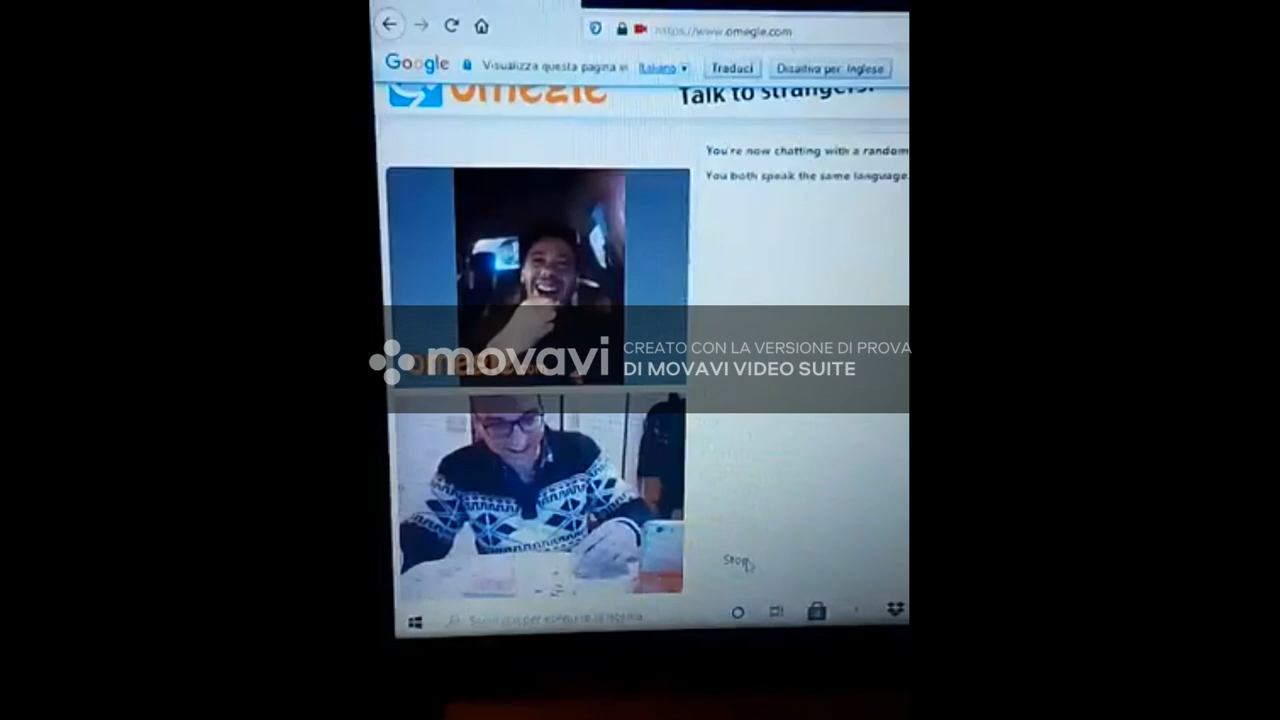 https://www.omegle.com
Google Visualizza questa pagina in Italiano Traduci Disattiva per: Inglese
omegle Talk to strangers!
You're now chatting with a random
You both speak the same language.
movavi CREATO CON LA VERSIONE DI PROVA
DI MOVAVI VIDEO SUITE
Stop